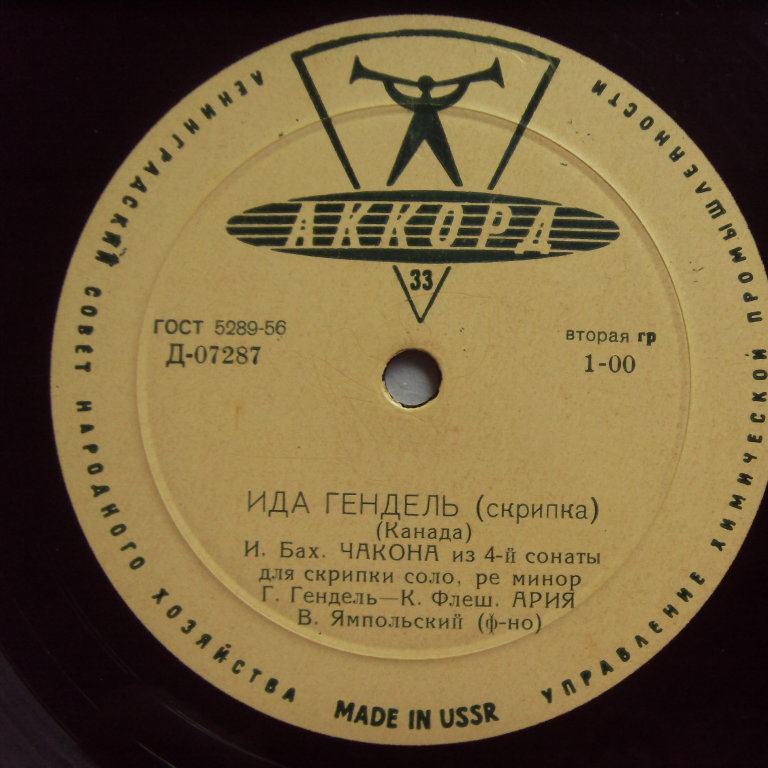 ЛЕНИНГРАДСКИЙ СОВЕТ НАРОДНОГО ХОЗЯЙСТВА
УПРАВЛЕНИЕ ХИМИЧЕСКОЙ ПРОМЫШЛЕННОСТИ
АККОРД
33
ГОСТ 5289-56
Д-07287
вторая гр
1-00
ИДА ГЕНДЕЛЬ (скрипка)
(Канада)
И. Бах. ЧАКОНА из 4-й сонаты
для скрипки соло, ре минор
Г. Гендель—К. Флеш. АРИЯ
В. Ямпольский (ф-но)
MADE IN USSR